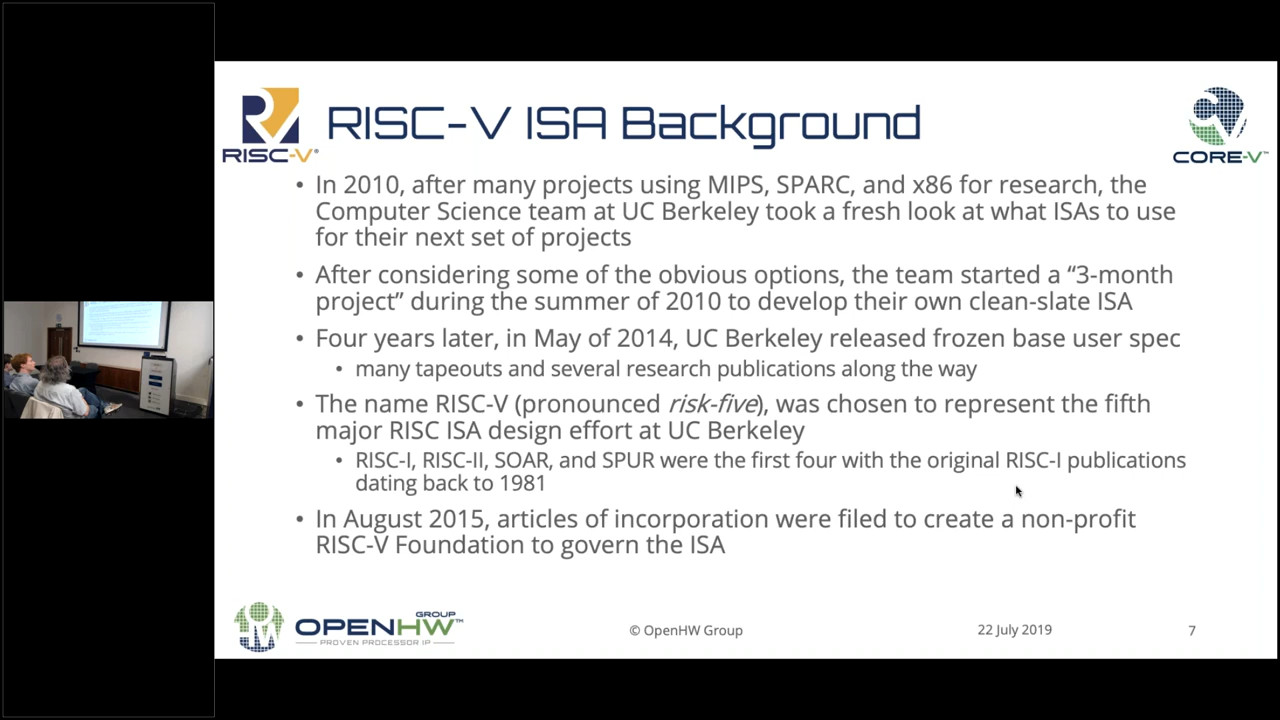 RISC-V ISA Background
RISC-V®
CORE-V™
• In 2010, after many projects using MIPS, SPARC, and x86 for research, the
Computer Science team at UC Berkeley took a fresh look at what ISAs to use
for their next set of projects
• After considering some of the obvious options, the team started a “3-month
project” during the summer of 2010 to develop their own clean-slate ISA
• Four years later, in May of 2014, UC Berkeley released frozen base user spec
• many tapeouts and several research publications along the way
• The name RISC-V (pronounced risk-five), was chosen to represent the fifth
major RISC ISA design effort at UC Berkeley
• RISC-I, RISC-II, SOAR, and SPUR were the first four with the original RISC-I publications
dating back to 1981
• In August 2015, articles of incorporation were filed to create a non-profit
RISC-V Foundation to govern the ISA
OPENHW GROUP™
PROVEN PROCESSOR IP
© OpenHW Group
22 July 2019
7